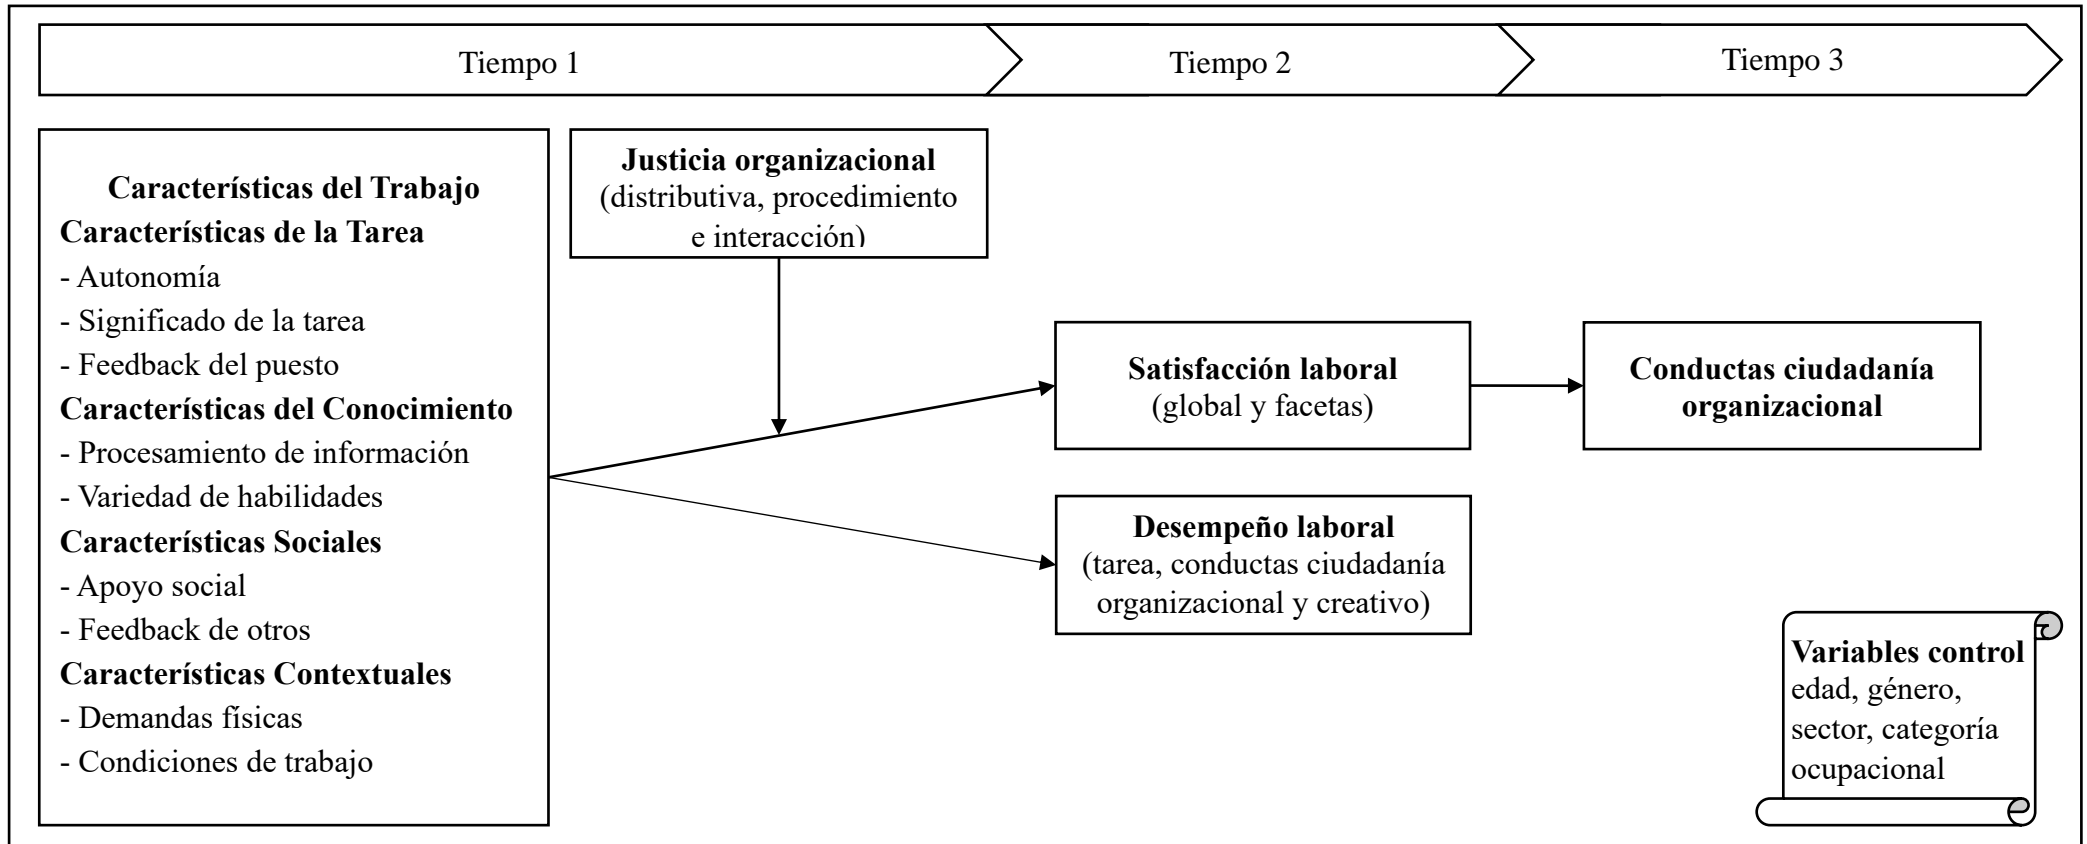 Tiempo 1
Tiempo 2
Tiempo 3
Características del Trabajo
Características de la Tarea
- Autonomía
- Significado de la tarea
- Feedback del puesto
Características del Conocimiento
- Procesamiento de información
- Variedad de habilidades
Características Sociales
- Apoyo social
- Feedback de otros
Características Contextuales
- Demandas físicas
- Condiciones de trabajo
Justicia organizacional
(distributiva, procedimiento
e interacción)
Satisfacción laboral
(global y facetas)
Conductas ciudadanía
organizacional
Desempeño laboral
(tarea, conductas ciudadanía
organizacional y creativo)
Variables control
edad, género,
sector, categoría
ocupacional